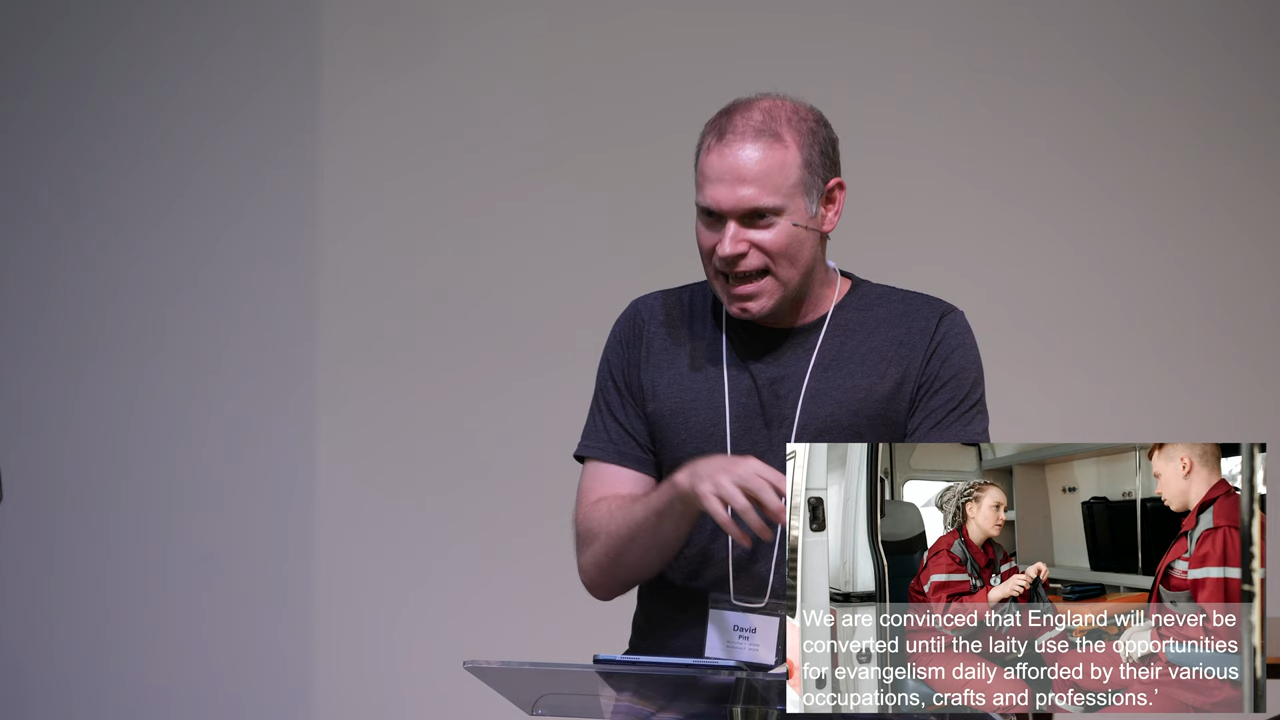 David
Pitt
We are convinced that England will never be
converted until the laity use the opportunities
for evangelism daily afforded by their various
occupations, crafts and professions.’